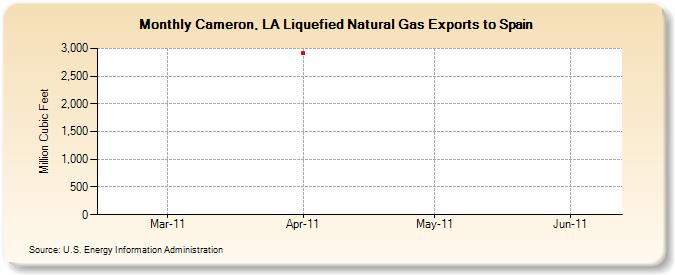 Monthly Cameron, LA Liquefied Natural Gas Exports to Spain
Million Cubic Feet
3,000
2,500
2,000
1,500
1,000
500
0
Mar-11 Apr-11 May-11 Jun-11
Source: U.S. Energy Information Administration